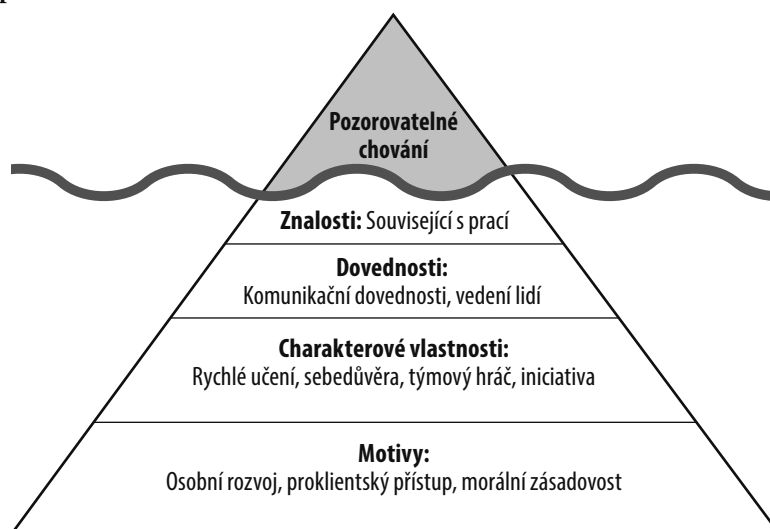 Pozorovatelné
chování
Znalosti: Související s prací
Dovednosti:
Komunikační dovednosti, vedení lidí
Charakterové vlastnosti:
Rychlé učení, sebedůvěra, týmový hráč, iniciativa
Motivy:
Osobní rozvoj, proklientský přístup, morální zásadovost